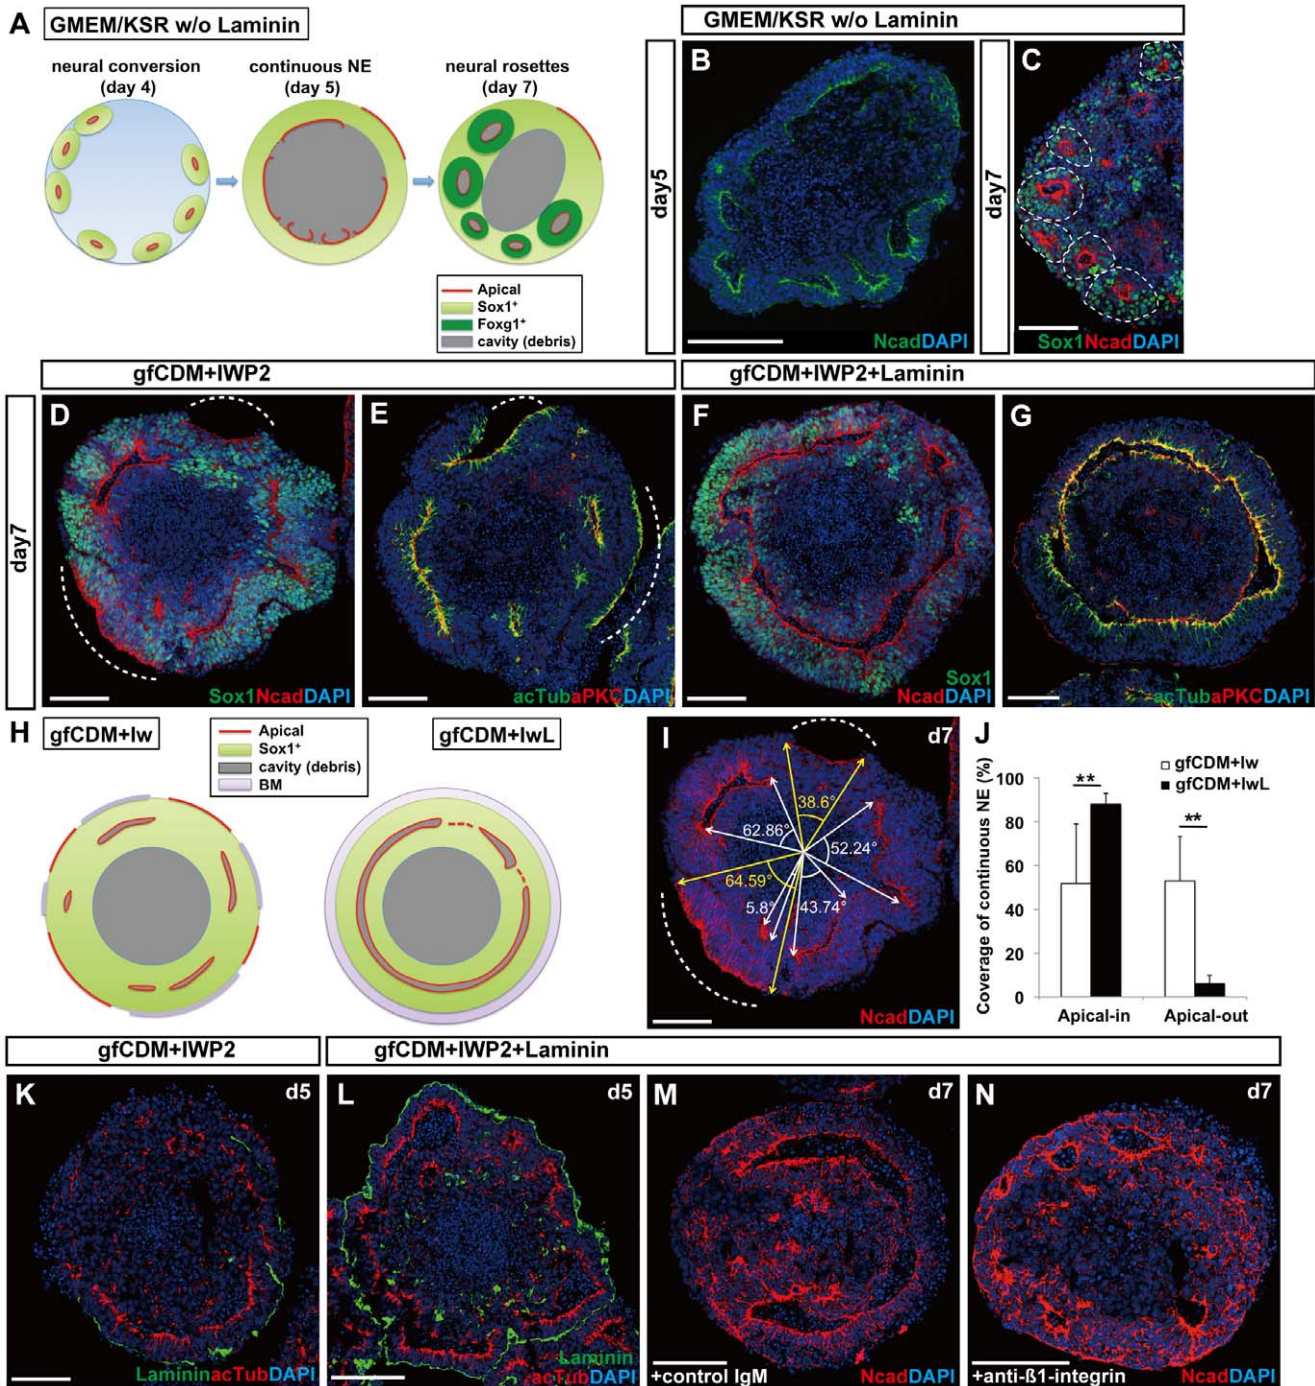 A
GMEM/KSR w/o Laminin
neural conversion
(day 4)
continuous NE
(day 5)
neural rosettes
(day 7)
Apical
Sox1+
Foxg1+
cavity (debris)
GMEM/KSR w/o Laminin
day5
B
NcadDAPI
day7
C
Sox1NcadDAPI
gfCDM+IWP2
gfCDM+IWP2+Laminin
day7
D
Sox1NcadDAPI
E
acTubaPKCDAPI
F
Sox1
NcadDAPI
G
acTubaPKCDAPI
H
gfCDM+Iw
Apical
Sox1+
cavity (debris)
BM
gfCDM+IwL
I
d7
38.6°
62.86°
52.24°
64.59°
5.8°
43.74°
NcadDAPI
J
gfCDM+Iw
gfCDM+IwL
Coverage of continuous NE (%)
100
80
60
40
20
0
**
**
Apical-in
Apical-out
gfCDM+IWP2
gfCDM+IWP2+Laminin
K
d5
LamininacTubDAPI
L
d5
Laminin
acTubDAPI
M
d7
+control IgM
NcadDAPI
N
d7
+anti-ß1-integrin
NcadDAPI